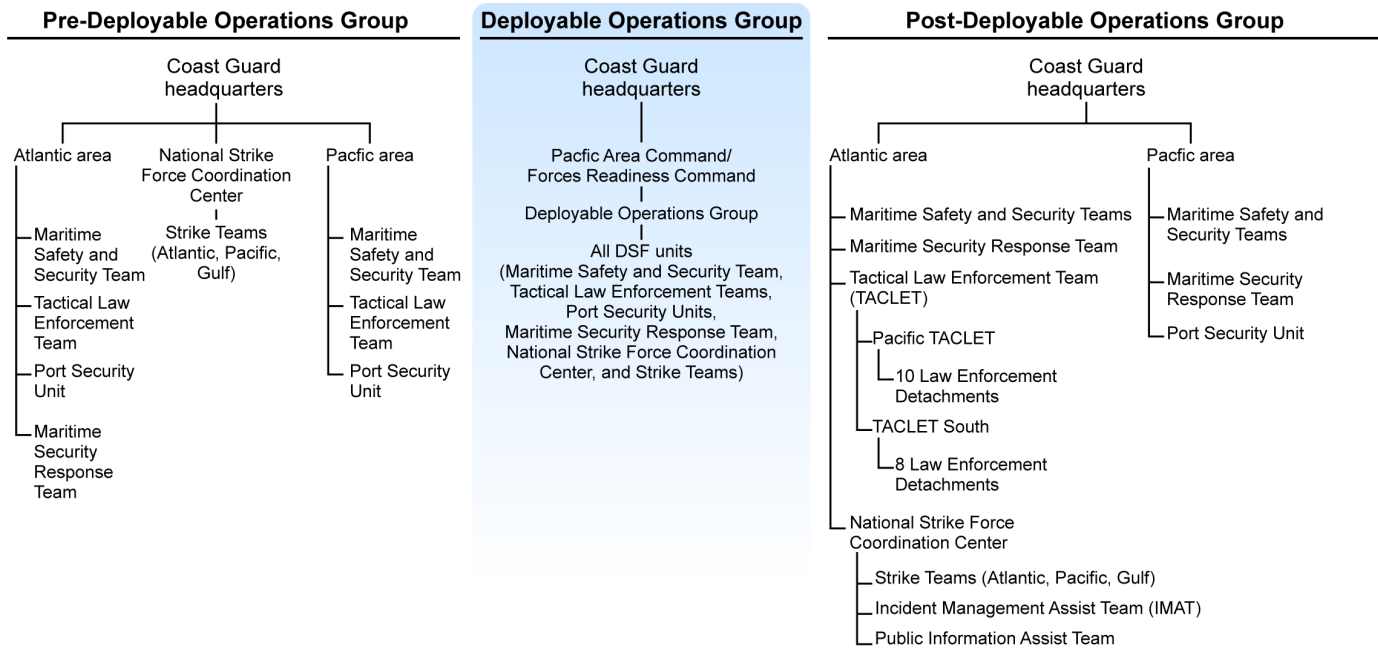 Pre-Deployable Operations Group
Coast Guard
headquarters
Atlantic area
Maritime
Safety and
Security Team
Tactical Law
Enforcement
Team
Port Security
Unit
Maritime
Security
Response
Team
National Strike
Force Coordination
Center
Strike Teams
(Atlantic, Pacific,
Gulf)
Pacfic area
Maritime
Safety and
Security Team
Tactical Law
Enforcement
Team
Port Security
Unit
Deployable Operations Group
Coast Guard
headquarters
Pacfic Area Command/
Forces Readiness Command
Deployable Operations Group
All DSF units
(Maritime Safety and Security Team,
Tactical Law Enforcement Teams,
Port Security Units,
Maritime Security Response Team,
National Strike Force Coordination
Center, and Strike Teams)
Post-Deployable Operations Group
Coast Guard
headquarters
Atlantic area
Maritime Safety and Security Teams
Maritime Security Response Team
Tactical Law Enforcement Team
(TACLET)
Pacific TACLET
10 Law Enforcement
Detachments
TACLET South
8 Law Enforcement
Detachments
National Strike Force
Coordination Center
Strike Teams (Atlantic, Pacific, Gulf)
Incident Management Assist Team (IMAT)
Public Information Assist Team
Pacfic area
Maritime Safety and
Security Teams
Maritime Security
Response Team
Port Security Unit